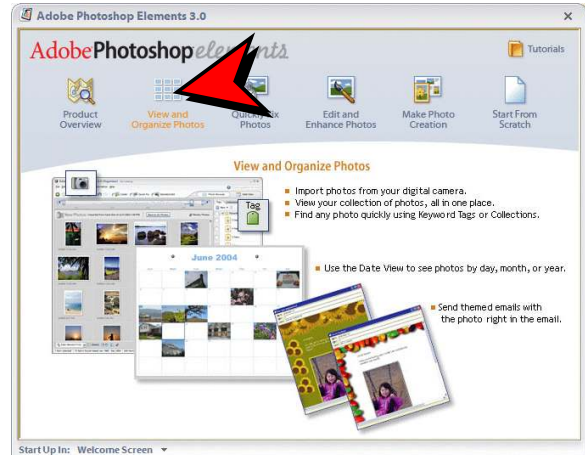 Adobe Photoshop Elements 3.0
Adobe Photoshop elements
Tutorials
Product Overview
View and Organize Photos
Photos
Edit and Enhance Photos
Make Photo Creation
Start From Scratch
View and Organize Photos
Import photos from your digital camera.
View your collection of photos, all in one place.
Find any photo quickly using Keyword Tags or Collections.
Tag
June 2004
Use the Date View to see photos by day, month, or year.
Send themed emails with
the photo right in the email.
Start Up In: Welcome Screen